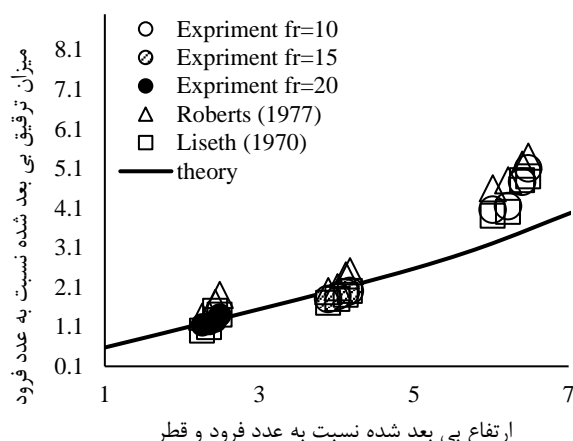 میزان ترقیق بی بعد شده نسبت به عدد فرود
8.1
7.1
6.1
5.1
4.1
3.1
2.1
1.1
0.1
Expriment fr=10
Expriment fr=15
Expriment fr=20
Roberts (1977)
Liseth (1970)
theory
1 3 5 7
ارتفاع بی بعد شده نسبت به عدد فرود و قطر